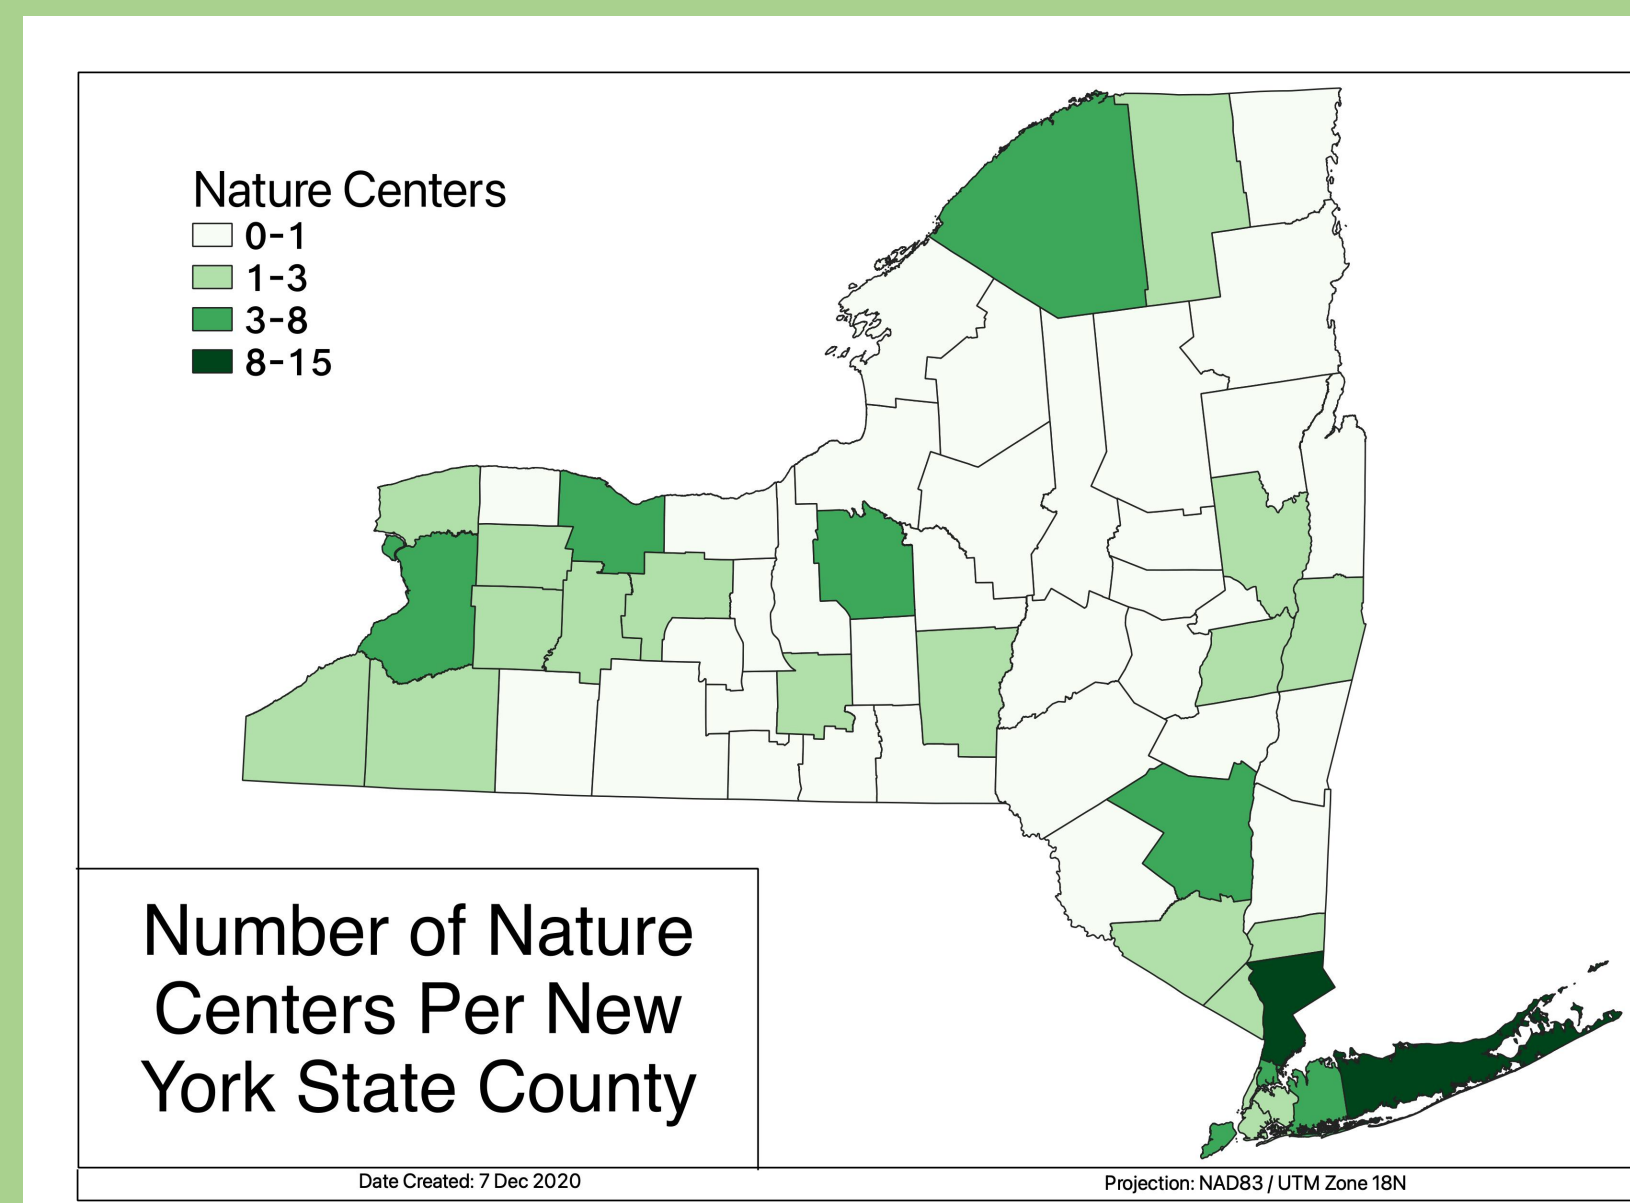 Nature Centers
0-1
1-3
3-8
8-15
Number of Nature
Centers Per New
York State County
Date Created: 7 Dec 2020
Projection: NAD83 / UTM Zone 18N